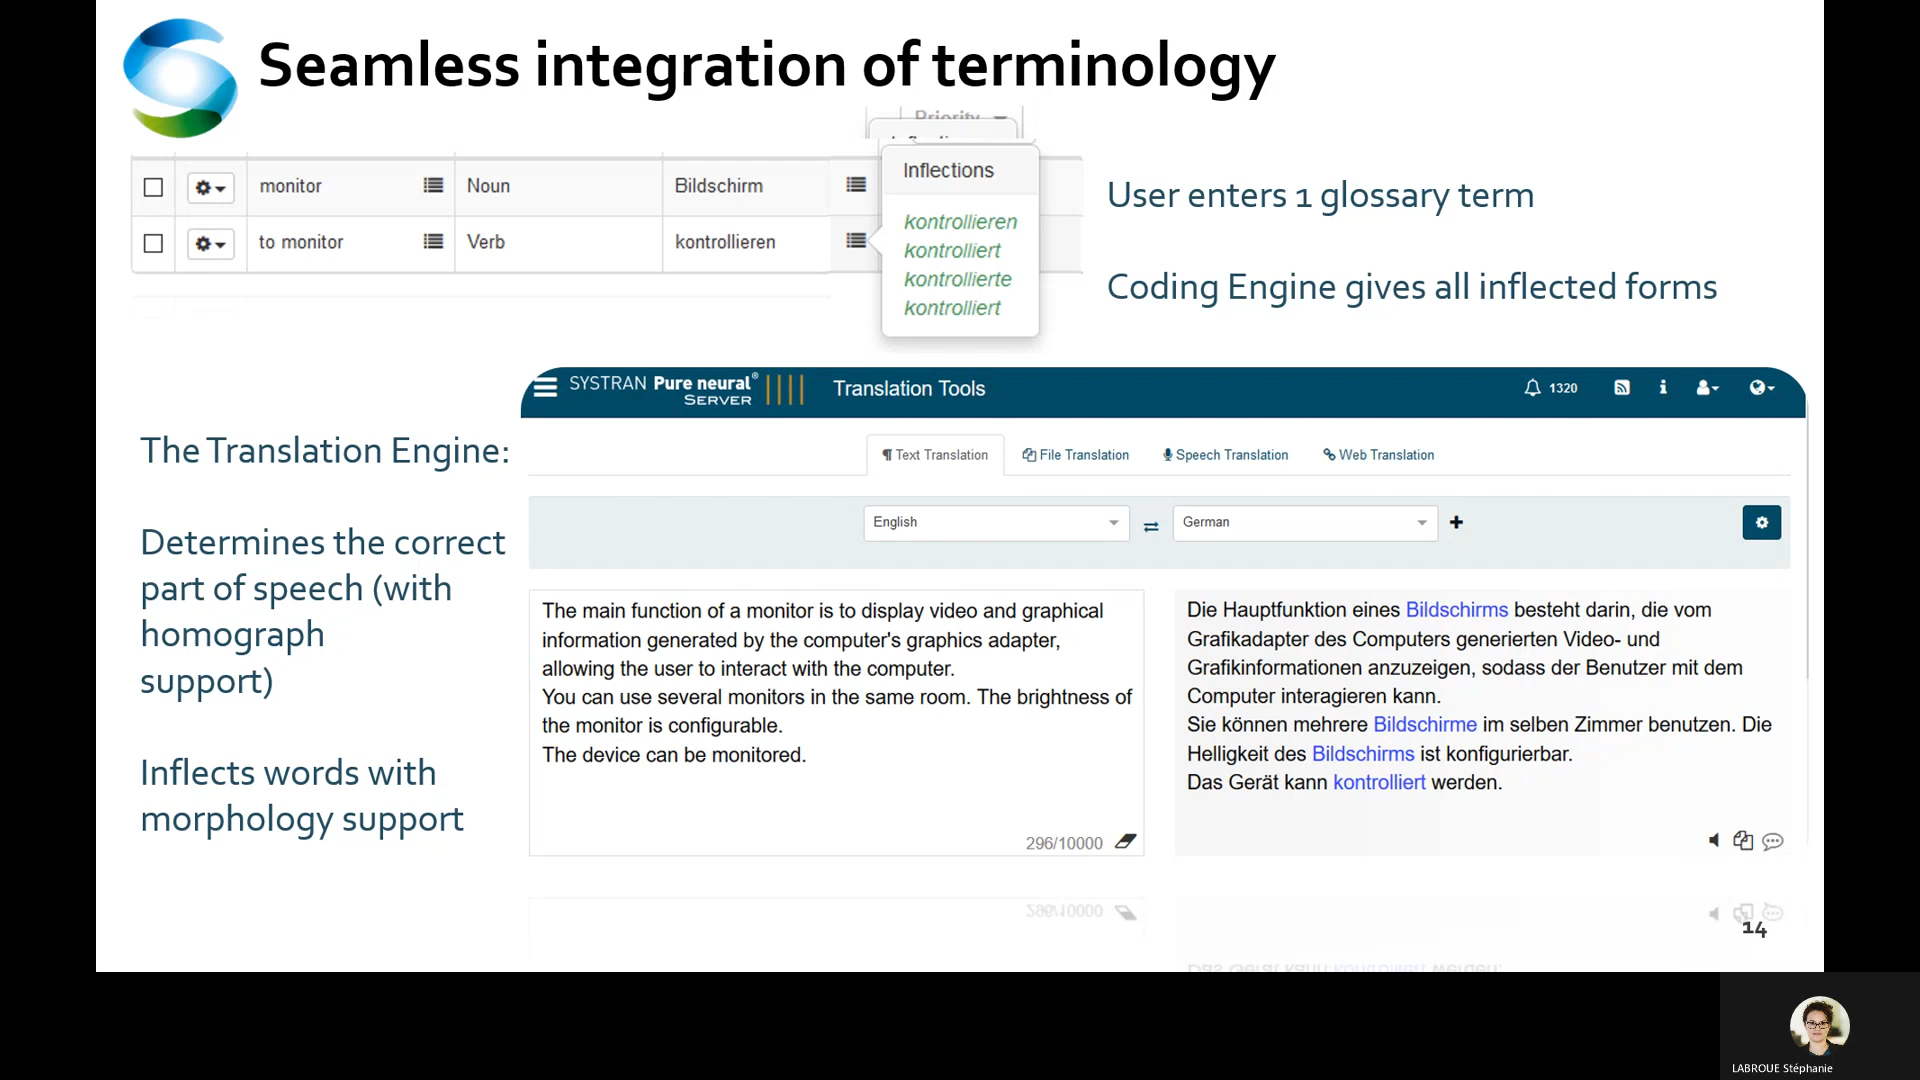 Seamless integration of terminology
Priority
Inflections
monitor Noun Bildschirm
to monitor Verb kontrollieren
kontrollieren
kontrolliert
kontrollierte
kontrolliert
User enters 1 glossary term
Coding Engine gives all inflected forms
The Translation Engine:
Determines the correct
part of speech (with
homograph
support)
Inflects words with
morphology support
SYSTRAN Pure neural®
SERVER
Translation Tools
1320
Text Translation File Translation Speech Translation Web Translation
English German
The main function of a monitor is to display video and graphical
information generated by the computer's graphics adapter,
allowing the user to interact with the computer.
You can use several monitors in the same room. The brightness of
the monitor is configurable.
The device can be monitored.
296/10000
Die Hauptfunktion eines Bildschirms besteht darin, die vom
Grafikadapter des Computers generierten Video- und
Grafikinformationen anzuzeigen, sodass der Benutzer mit dem
Computer interagieren kann.
Sie können mehrere Bildschirme im selben Zimmer benutzen. Die
Helligkeit des Bildschirms ist konfigurierbar.
Das Gerät kann kontrolliert werden.
14
LABROUE Stéphanie